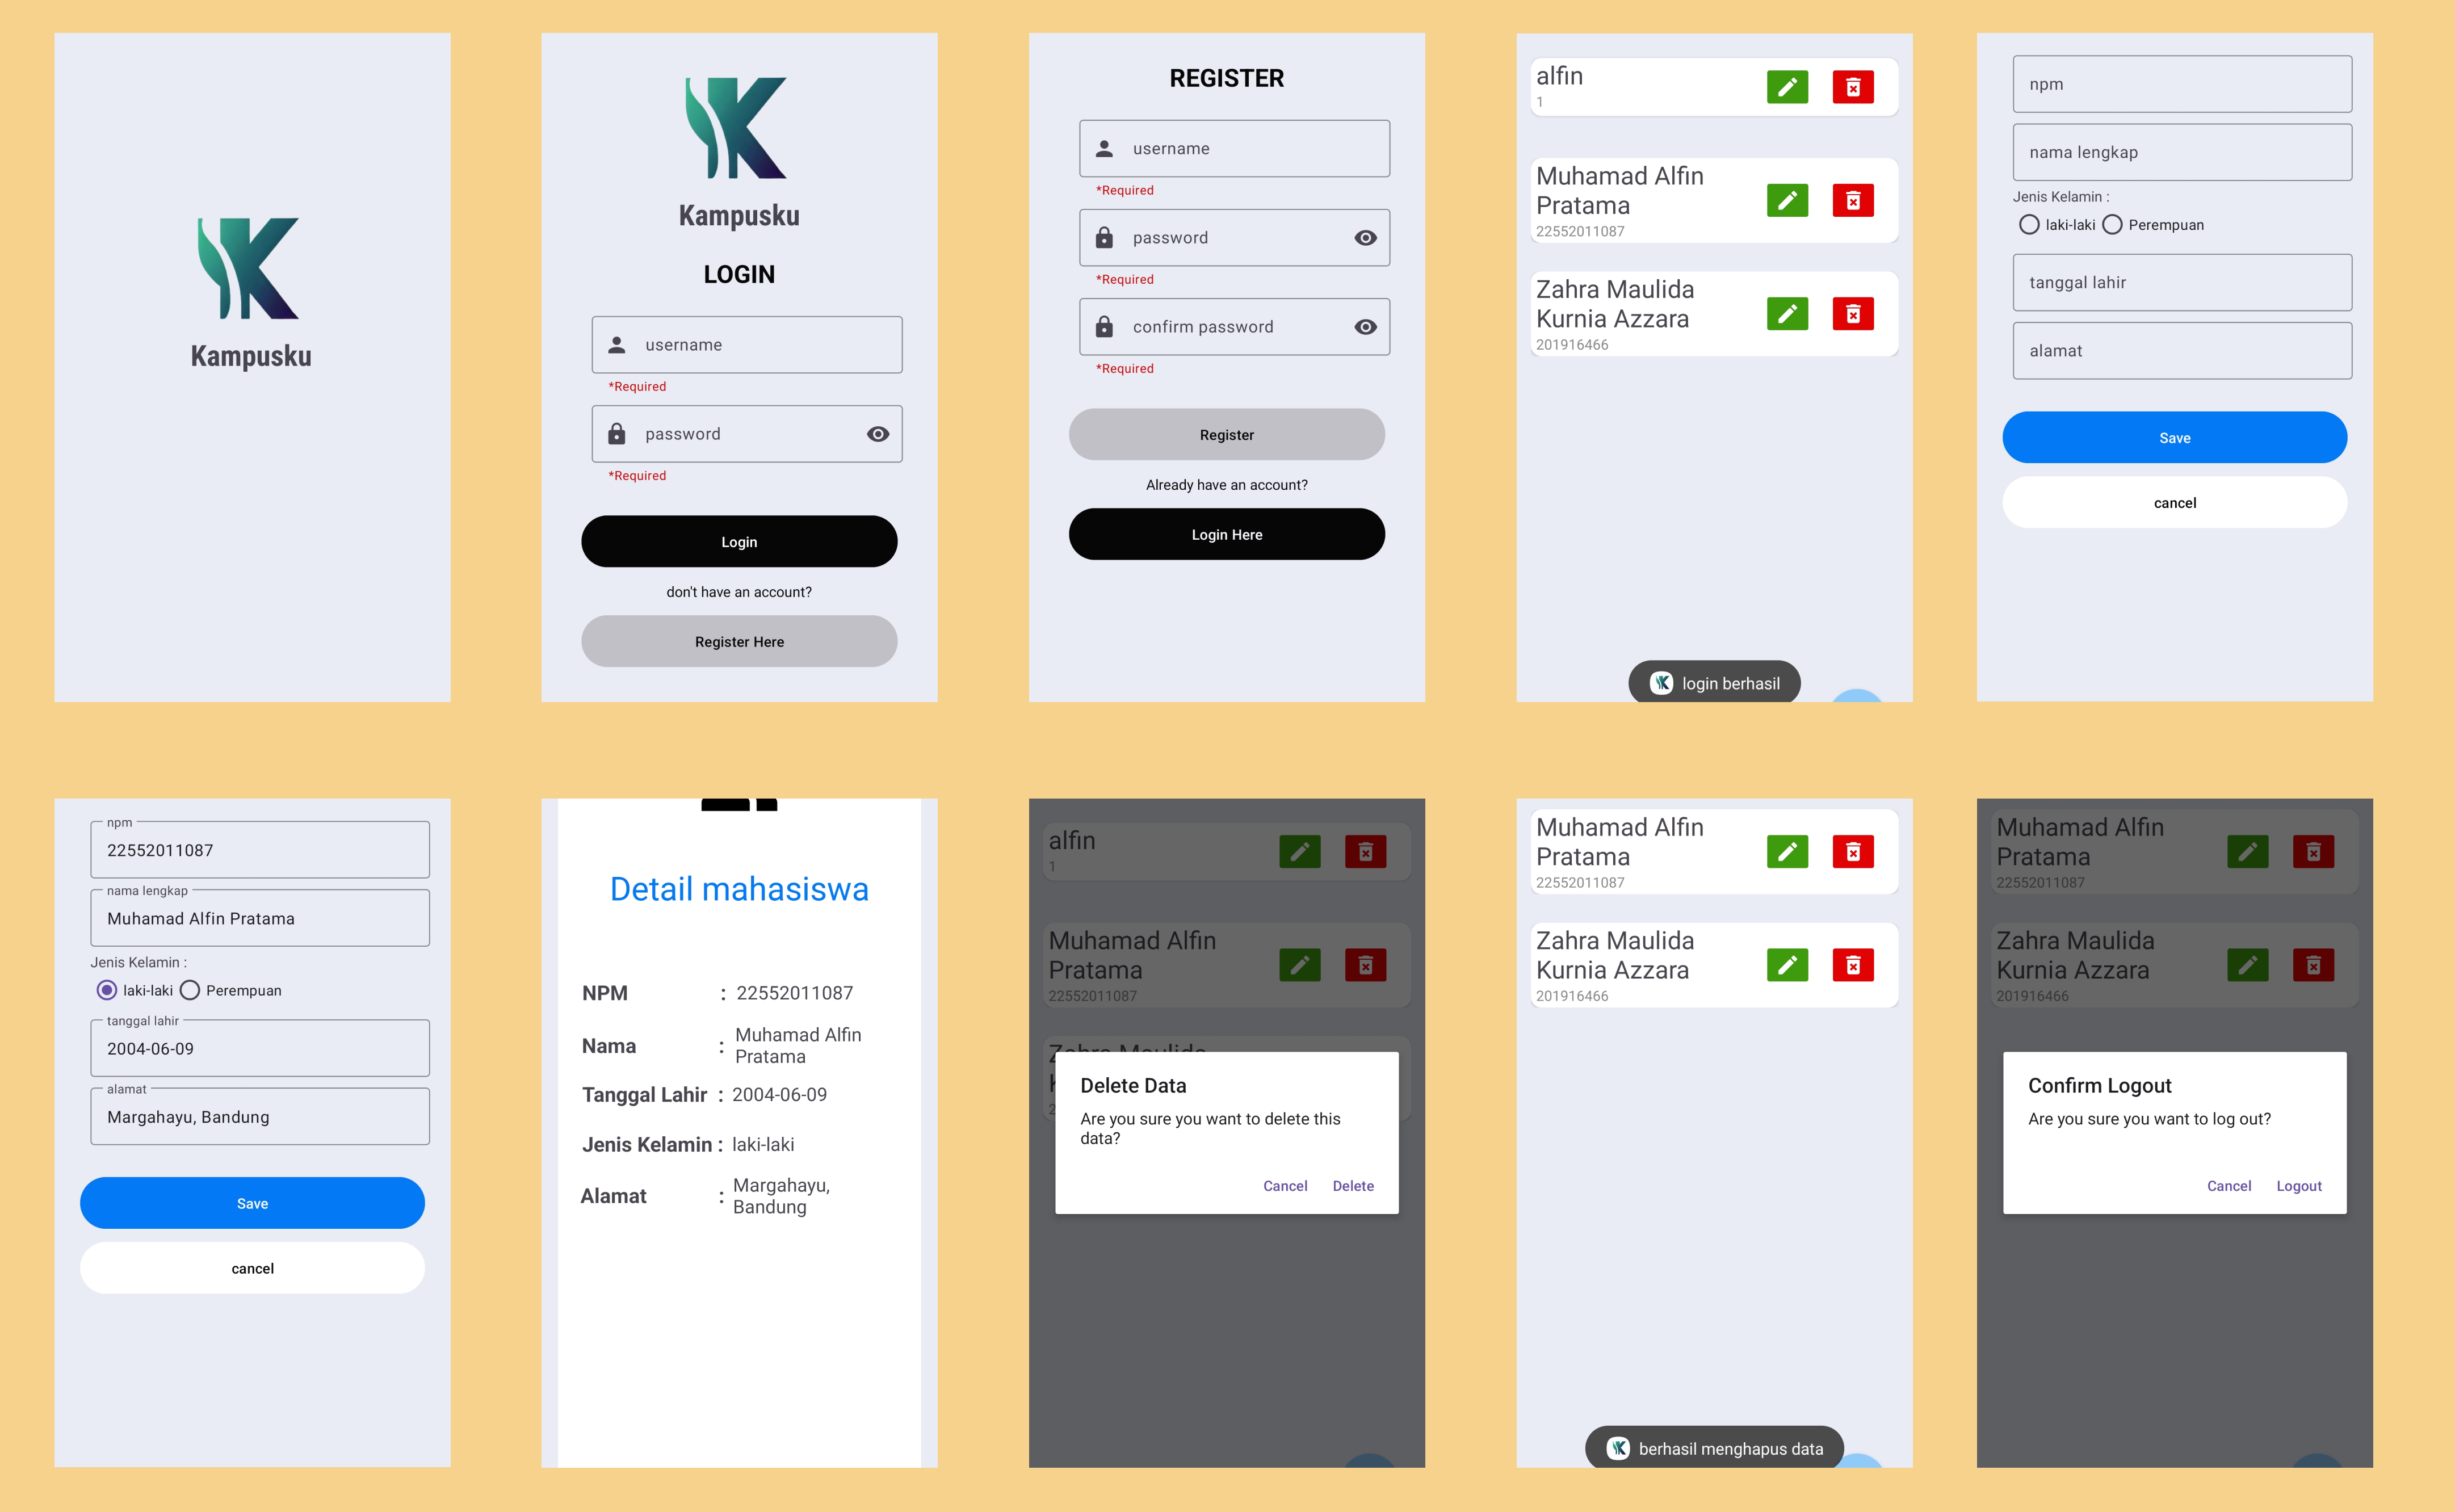 Kampusku
Kampusku
LOGIN
username
*Required
password
*Required
Login
don't have an account?
Register Here
REGISTER
username
*Required
password
*Required
confirm password
*Required
Register
Already have an account?
Login Here
alfin
1
Muhamad Alfin
Pratama
22552011087
Zahra Maulida
Kurnia Azzara
201916466
login berhasil
npm
nama lengkap
Jenis Kelamin :
laki-laki Perempuan
tanggal lahir
alamat
Save
cancel
npm
22552011087
nama lengkap
Muhamad Alfin Pratama
Jenis Kelamin :
laki-laki Perempuan
tanggal lahir
2004-06-09
alamat
Margahayu, Bandung
Save
cancel
Detail mahasiswa
NPM : 22552011087
Nama : Muhamad Alfin
Pratama
Tanggal Lahir : 2004-06-09
Jenis Kelamin : laki-laki
Alamat : Margahayu,
Bandung
alfin
1
Muhamad Alfin
Pratama
22552011087
Zahra Maulida
Delete Data
Are you sure you want to delete this
data?
Cancel Delete
Muhamad Alfin
Pratama
22552011087
Zahra Maulida
Kurnia Azzara
201916466
berhasil menghapus data
Muhamad Alfin
Pratama
22552011087
Zahra Maulida
Kurnia Azzara
201916466
Confirm Logout
Are you sure you want to log out?
Cancel Logout